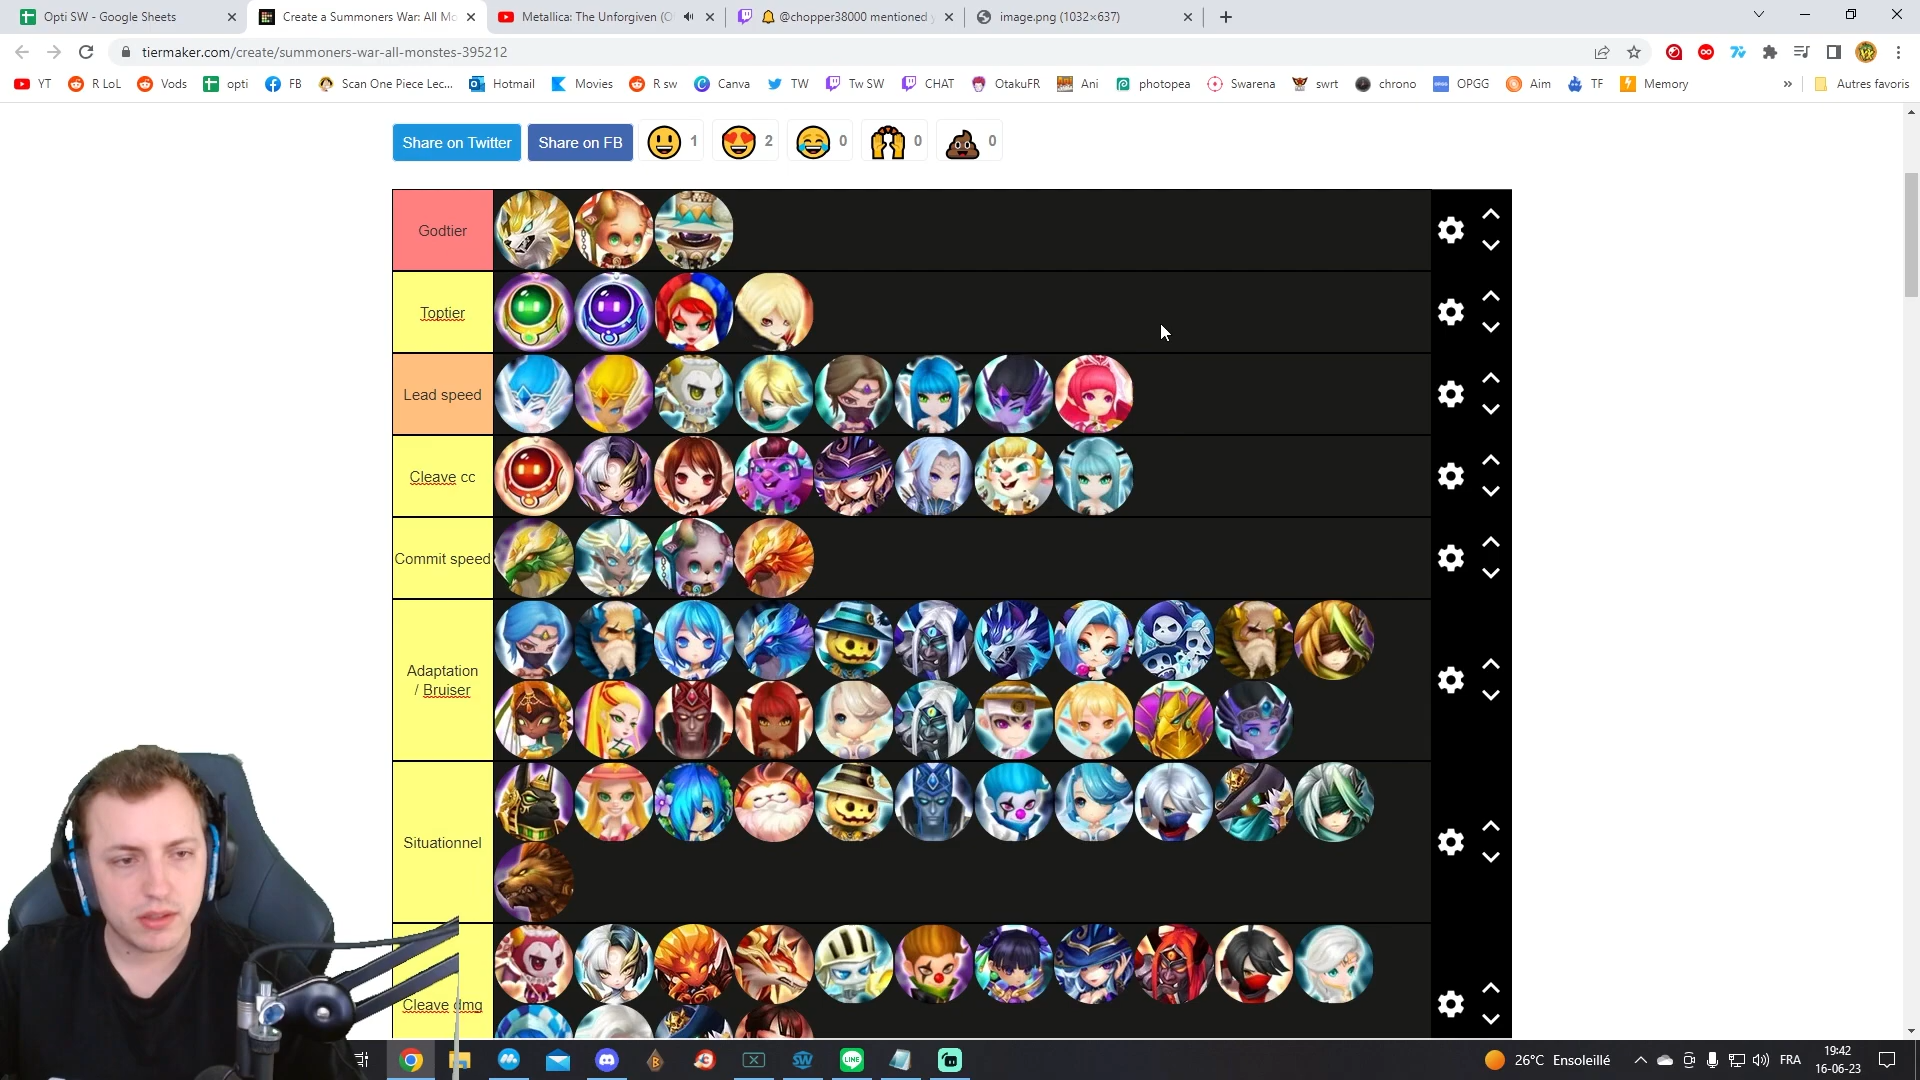 Opti SW - Google Sheets
Create a Summoners War: All Mo
Metallica: The Unforgiven (O
@chopper38000 mentioned
image.png (1032×637)
tiermaker.com/create/summoners-war-all-monstes-395212
YT
R LoL
Vods
opti
FB
Scan One Piece Lec...
Hotmail
Movies
R sw
Canva
TW
Tw SW
CHAT
OtakuFR
Ani
photopea
Swarena
swrt
chrono
OPGG
Aim
TF
Memory
»
Autres favoris
Share on Twitter
Share on FB
1
2
0
0
0
Godtier
Toptier
Lead speed
Cleave cc
Commit speed
Adaptation
/ Bruiser
Situationnel
Cleave dmg
26°C Ensoleillé
FRA
19:42
16-06-23